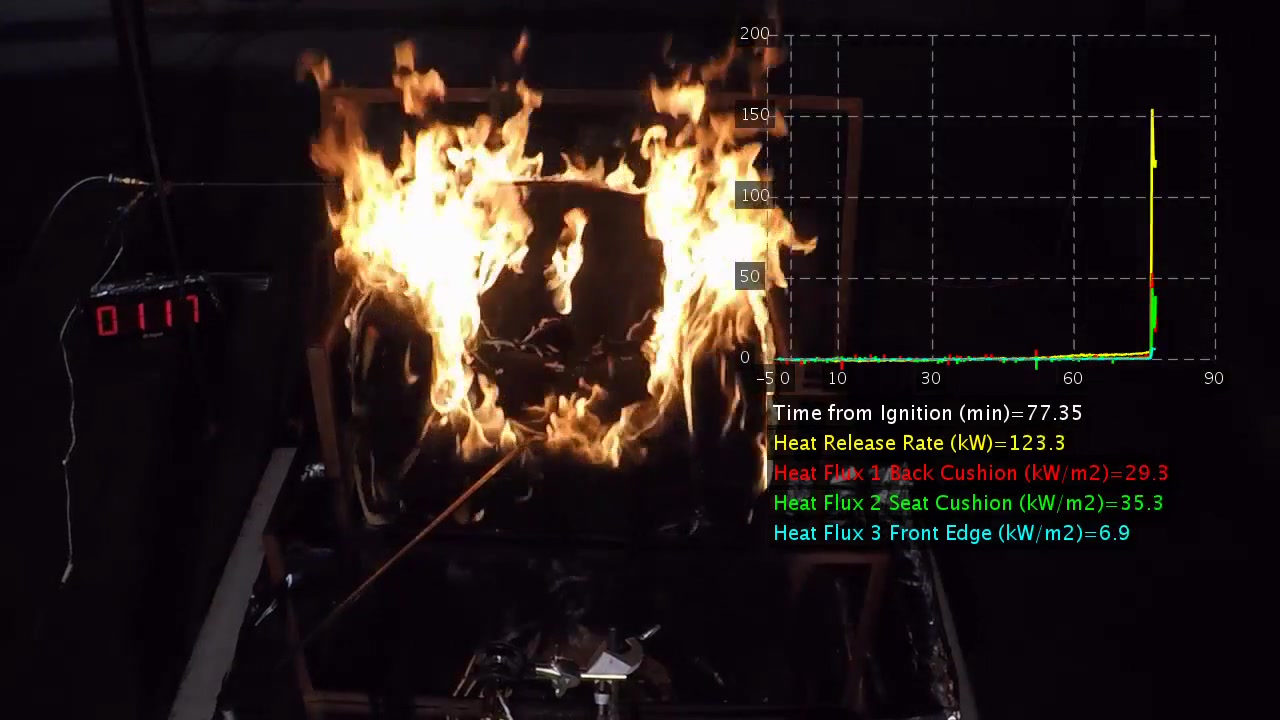 200
150
100
50
0
-5 0 10 30 60 90
0117
Time from Ignition (min)=77.35
Heat Release Rate (kW)=123.3
Heat Flux 1 Back Cushion (kW/m2)=29.3
Heat Flux 2 Seat Cushion (kW/m2)=35.3
Heat Flux 3 Front Edge (kW/m2)=6.9